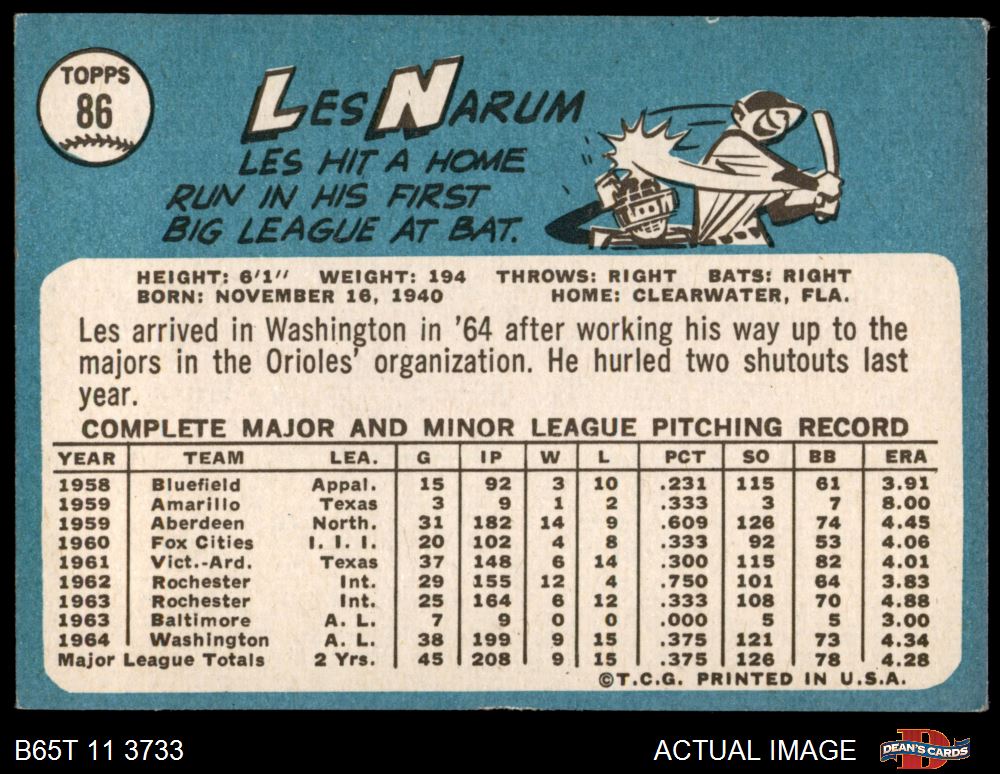 TOPPS
86
LES NARUM
LES HIT A HOME
RUN IN HIS FIRST
BIG LEAGUE AT BAT.
HEIGHT: 6'1" WEIGHT: 194 THROWS: RIGHT BATS: RIGHT
BORN: NOVEMBER 16, 1940 HOME: CLEARWATER, FLA.
Les arrived in Washington in '64 after working his way up to the
majors in the Orioles' organization. He hurled two shutouts last
year.
COMPLETE MAJOR AND MINOR LEAGUE PITCHING RECORD
YEAR TEAM LEA. G IP W L PCT SO BB ERA
1958 Bluefield Appal. 15 92 3 10 .231 115 61 3.91
1959 Amarillo Texas 3 9 1 2 .333 3 7 8.00
1959 Aberdeen North. 31 182 14 9 .609 126 74 4.45
1960 Fox Cities I. I. I. 20 102 4 8 .333 92 53 4.06
1961 Vict.-Ard. Texas 37 148 6 14 .300 115 82 4.01
1962 Rochester Int. 29 155 12 4 .750 101 64 3.83
1963 Rochester Int. 25 164 6 12 .333 108 70 4.88
1963 Baltimore A. L. 7 9 0 0 .000 5 5 3.00
1964 Washington A. L. 38 199 9 15 .375 121 73 4.34
Major League Totals 2 Yrs. 45 208 9 15 .375 126 78 4.28
©T.C.G. PRINTED IN U.S.A.
B65T 11 3733
ACTUAL IMAGE
DEAN'S CARDS